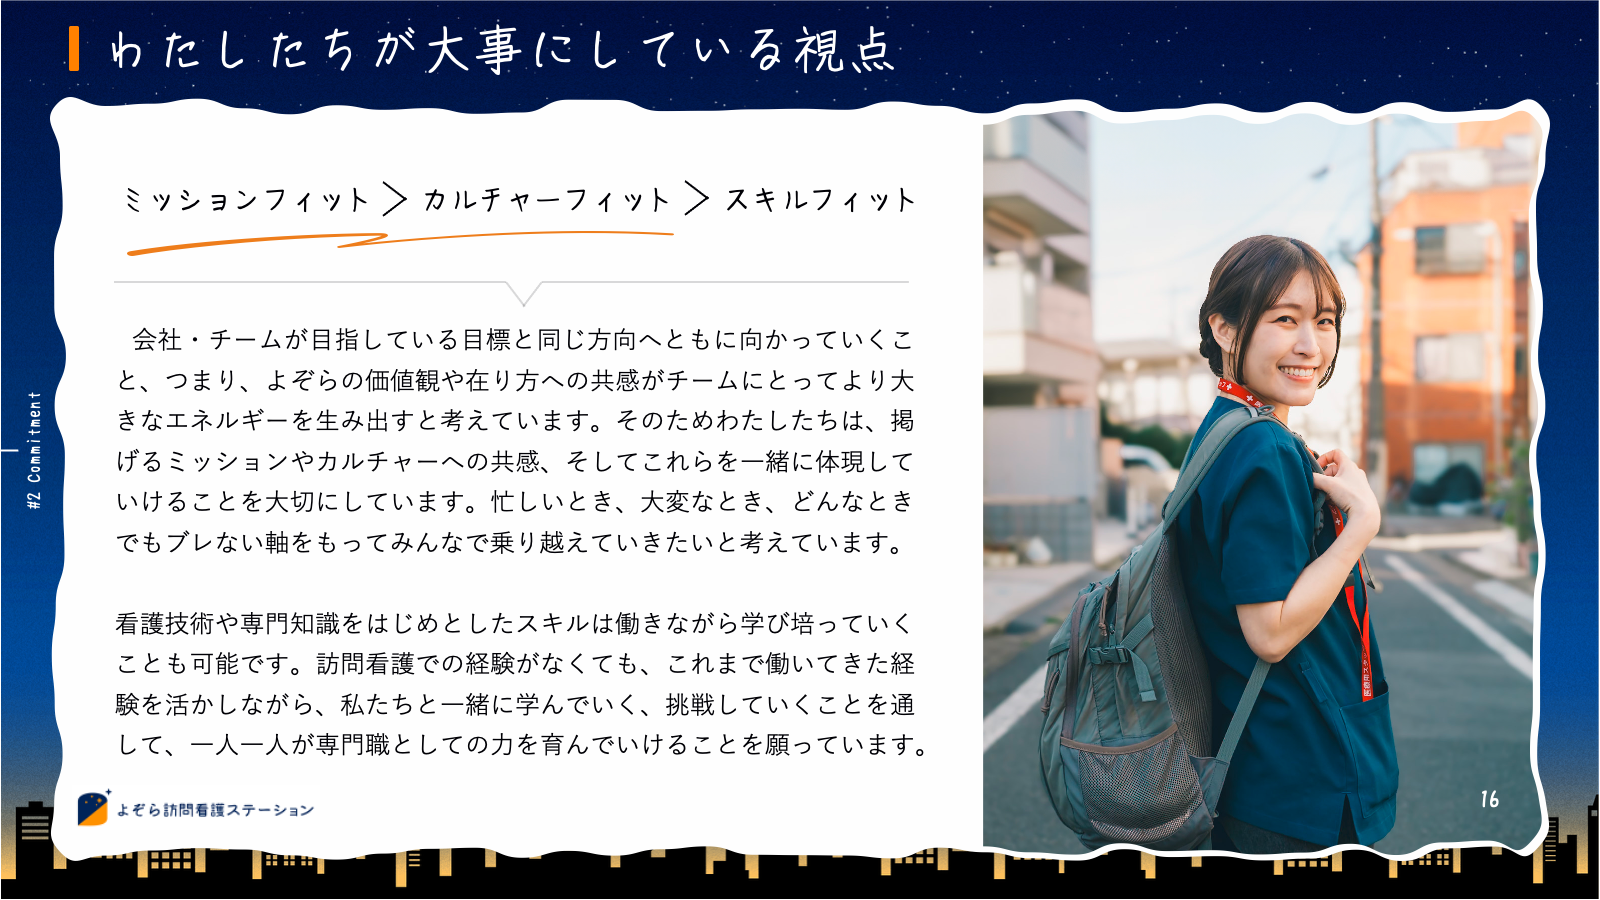 わたしたちが大事にしている視点
ミッションフィット＞カルチャーフィット＞スキルフィット
会社・チームが目指している目標と同じ方向へともに向かっていくこ
と、つまり、よぞらの価値観や在り方への共感がチームにとってより大
きなエネルギーを生み出すと考えています。そのためわたしたちは、掲
げるミッションやカルチャーへの共感、そしてこれらを一緒に体現して
いけることを大切にしています。忙しいとき、大変なとき、どんなとき
でもブレない軸をもってみんなで乗り越えていきたいと考えています。
看護技術や専門知識をはじめとしたスキルは働きながら学び培っていく
ことも可能です。訪問看護での経験がなくても、これまで働いてきた経
験を活かしながら、私たちと一緒に学んでいく、挑戦していくことを通
して、一人一人が専門職としての力を育んでいけることを願っています。
#2 Commitment
よぞら訪問看護ステーション
16